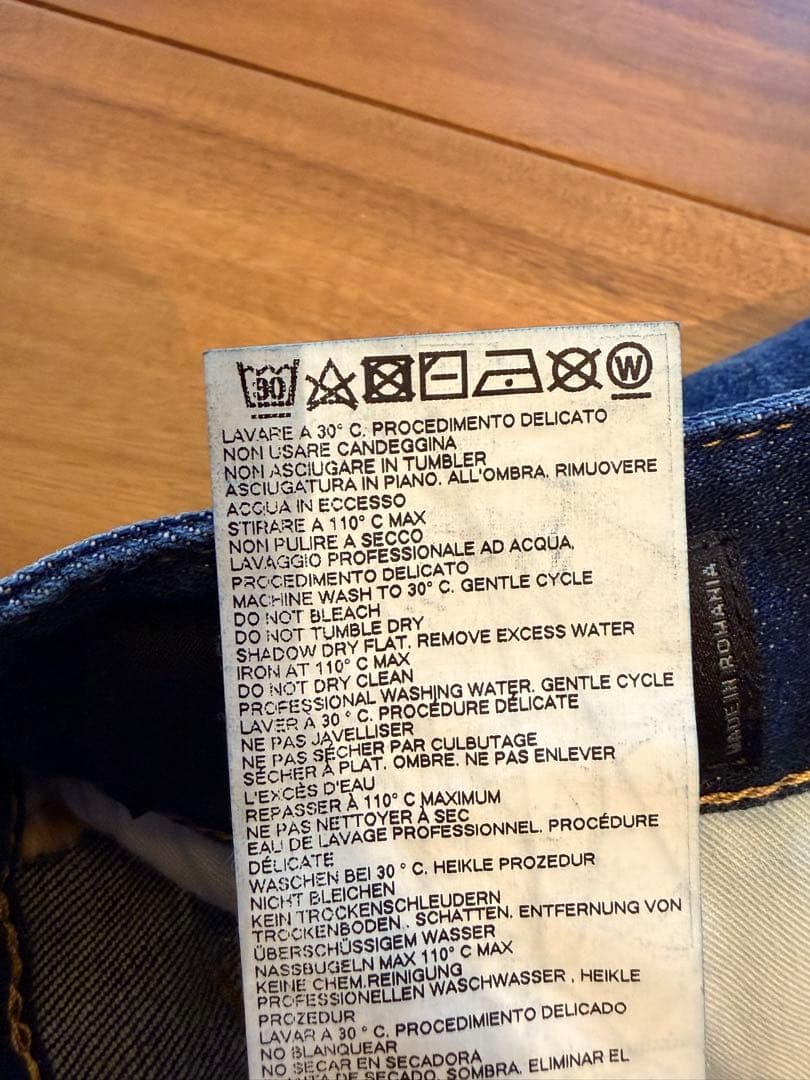 30 W
LAVARE A 30° C. PROCEDIMENTO DELICATO
NON USARE CANDEGGINA
NON ASCIUGARE IN TUMBLER
ASCIUGATURA IN PIANO. ALL'OMBRA. RIMUOVERE
ACQUA IN ECCESSO
STIRARE A 110° C MAX
NON PULIRE A SECCO
LAVAGGIO PROFESSIONALE AD ACQUA,
PROCEDIMENTO DELICATO
MACHINE WASH TO 30° C. GENTLE CYCLE
DO NOT BLEACH
DO NOT TUMBLE DRY
SHADOW DRY FLAT. REMOVE EXCESS WATER
IRON AT 110° C MAX
DO NOT DRY CLEAN
PROFESSIONAL WASHING WATER. GENTLE CYCLE
LAVER A 30 ° C. PROCÉDURE DÉLICATE
NE PAS JAVELLISER
NE PAS SÉCHER PAR CULBUTAGE
SÉCHER À PLAT. OMBRE. NE PAS ENLEVER
L'EXCÈS D'EAU
REPASSER À 110° C MAXIMUM
NE PAS NETTOYER À SEC
EAU DE LAVAGE PROFESSIONNEL. PROCÉDURE
DÉLICATE
WASCHEN BEI 30 ° C. HEIKLE PROZEDUR
NICHT BLEICHEN
KEIN TROCKENSCHLEUDERN
TROCKENBODEN., SCHATTEN. ENTFERNUNG VON
ÜBERSCHÜSSIGEM WASSER
NASSBUGELN MAX 110° C MAX
KEINE CHEM.REINIGUNG
PROFESSIONELLEN WASCHWASSER , HEIKLE
PROZEDUR
LAVAR A 30 ° C. PROCEDIMIENTO DELICADO
NO BLANQUEAR
NO SECAR EN SECADORA
DE SECADO. SOMBRA. ELIMINAR EL
MADE IN ROMANIA